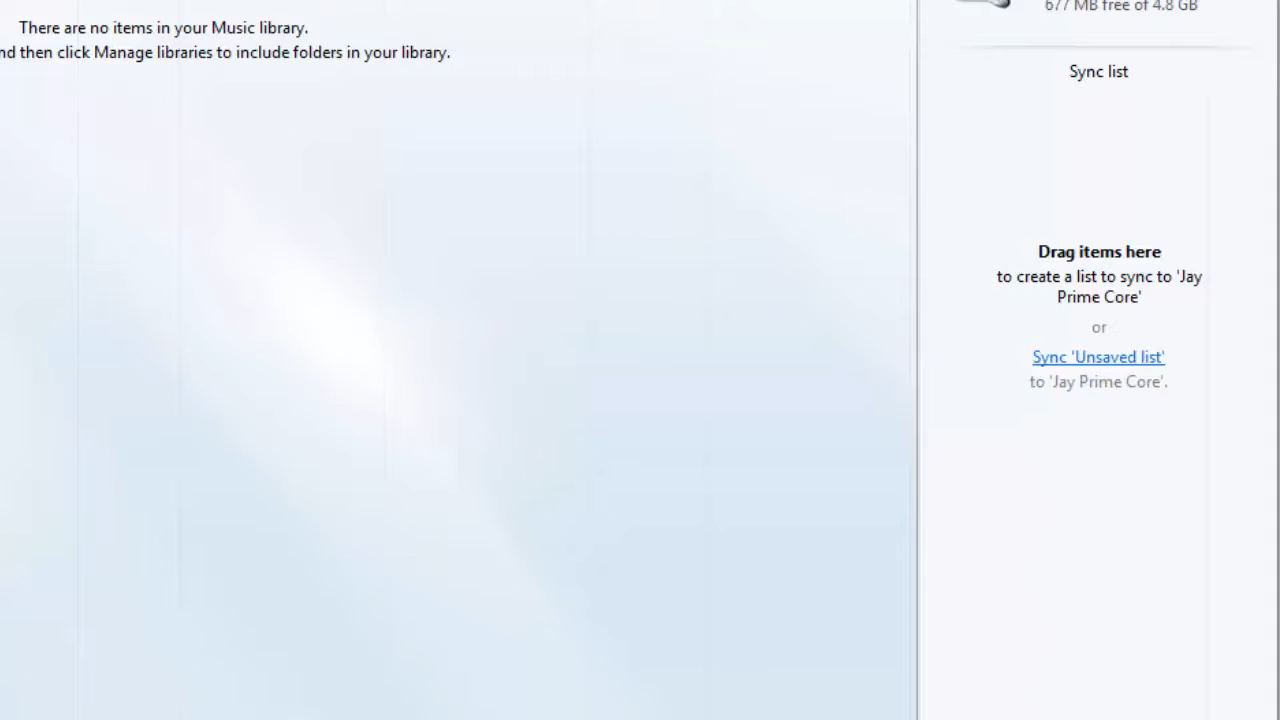 There are no items in your Music library.
then click Manage libraries to include folders in your library.
677 MB free of 4.8 GB
Sync list
Drag items here
to create a list to sync to 'Jay
Prime Core'
or
Sync 'Unsaved list'
to 'Jay Prime Core'.